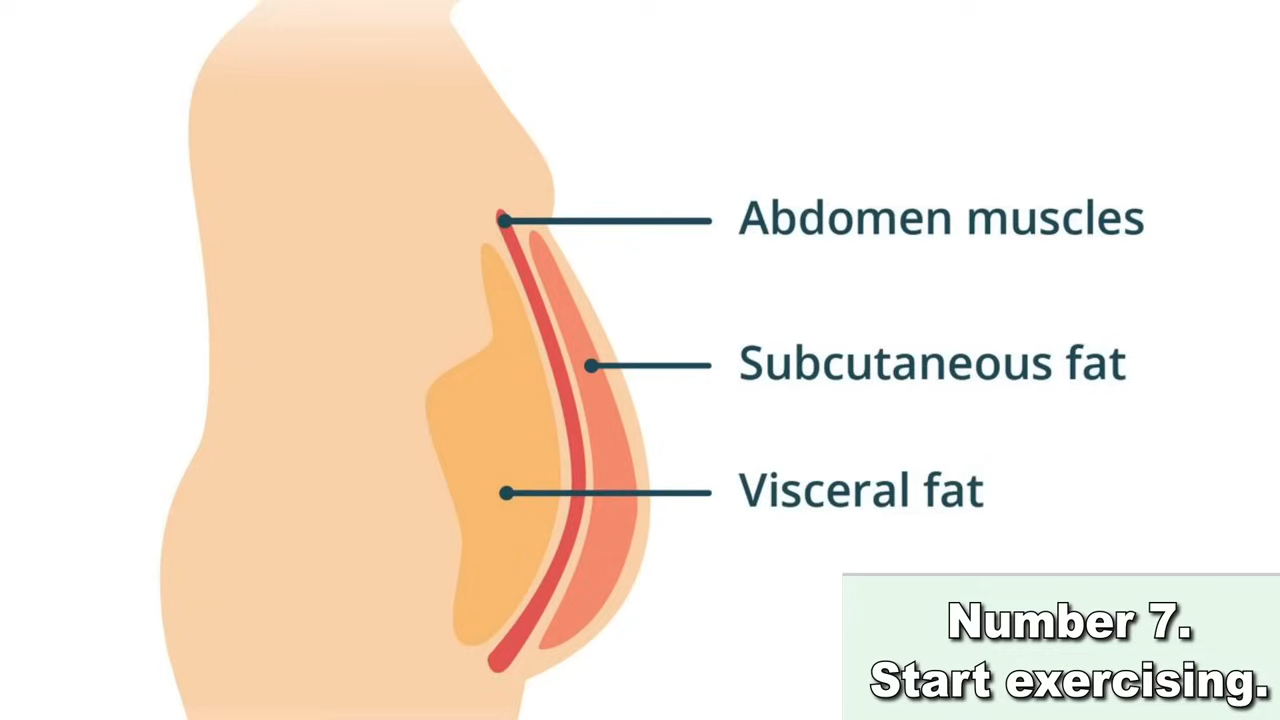 Abdomen muscles
Subcutaneous fat
Visceral fat
Number 7.
Start exercising.